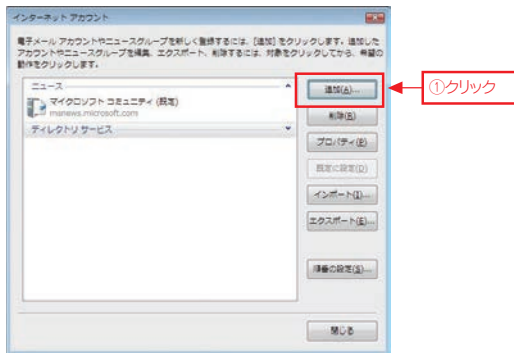 インターネット アカウント
電子メール アカウントやニュースグループを新しく登録するには、[追加] をクリックします。追加した
アカウントやニュースグループを編集、エクスポート、削除するには、対象をクリックしてから、希望の
動作をクリックします。
ニュース
マイクロソフト コミュニティ (既定)
msnews.microsoft.com
ディレクトリ サービス
追加(A)...
①クリック
削除(R)
プロパティ(P)
既定に設定(D)
インポート(I)...
エクスポート(E)...
順番の設定(S)...
閉じる